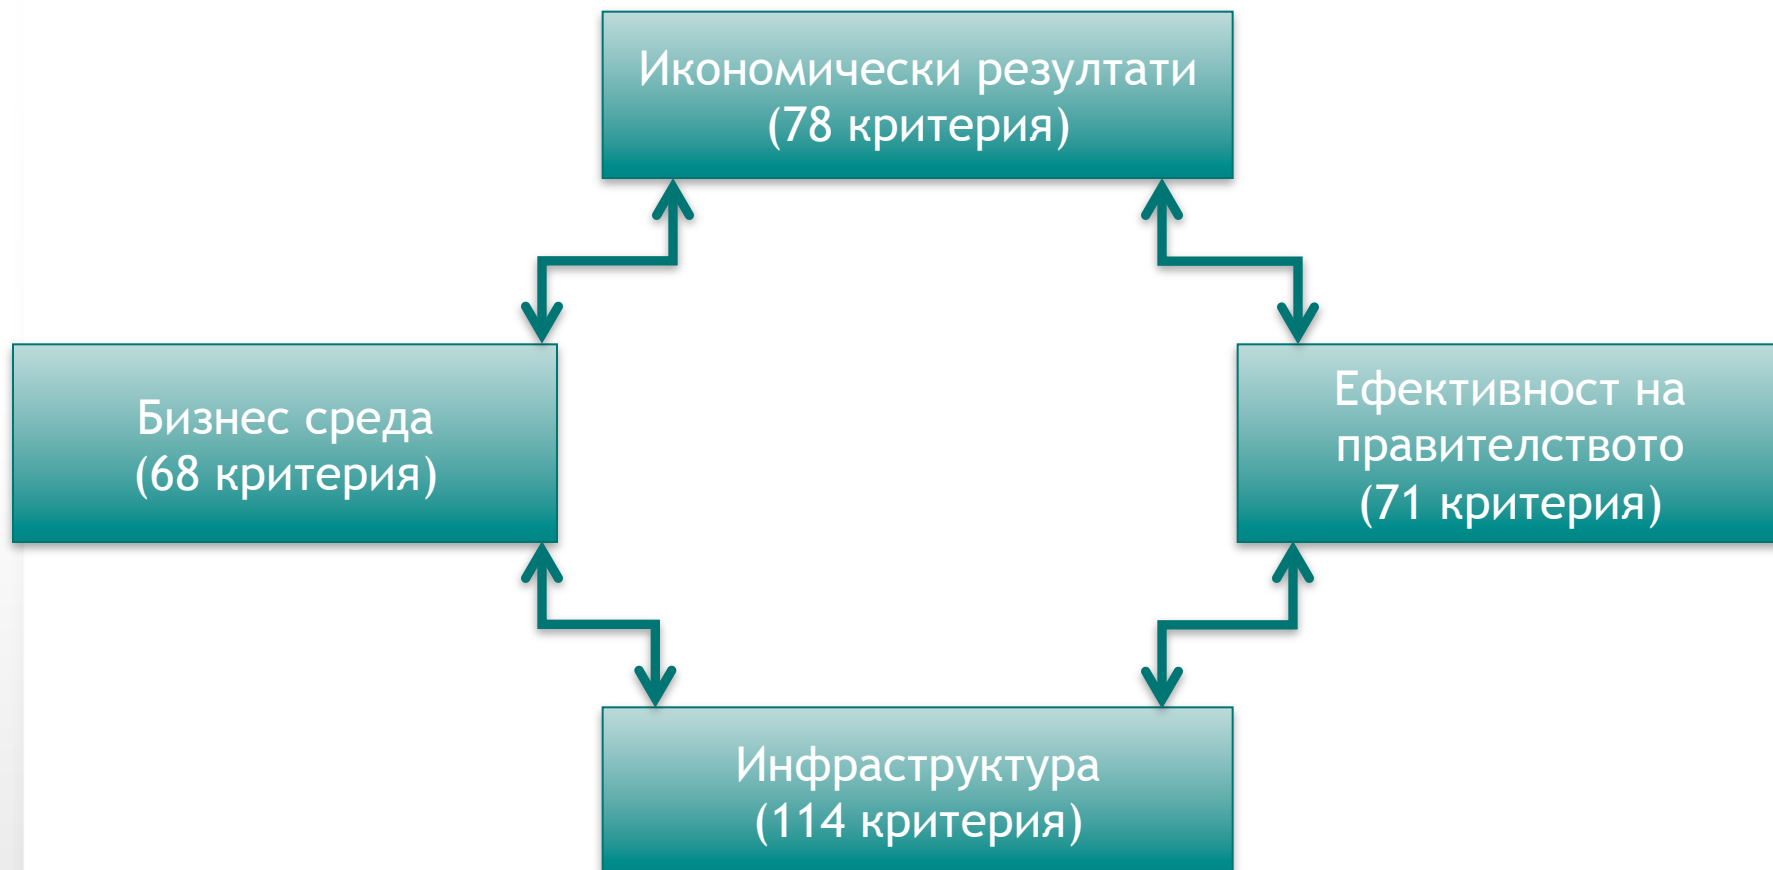 Икономически резултати
(78 критерия)
Бизнес среда
(68 критерия)
Ефективност на
правителството
(71 критерия)
Инфраструктура
(114 критерия)